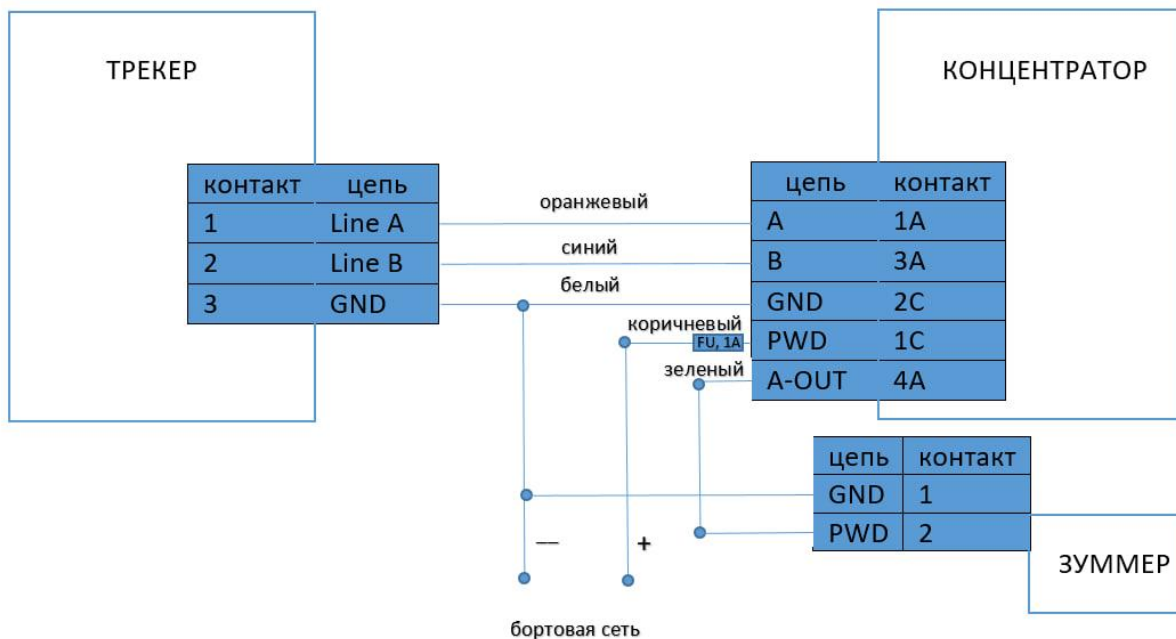 ТРЕКЕР
КОНЦЕНТРАТОР
контакт цепь
1 Line A
2 Line B
3 GND
оранжевый
синий
белый
коричневый
FU, 1A
зеленый
цепь контакт
A 1A
B 3A
GND 2C
PWD 1C
A-OUT 4A
цепь контакт
GND 1
PWD 2
ЗУММЕР
— +
бортовая сеть